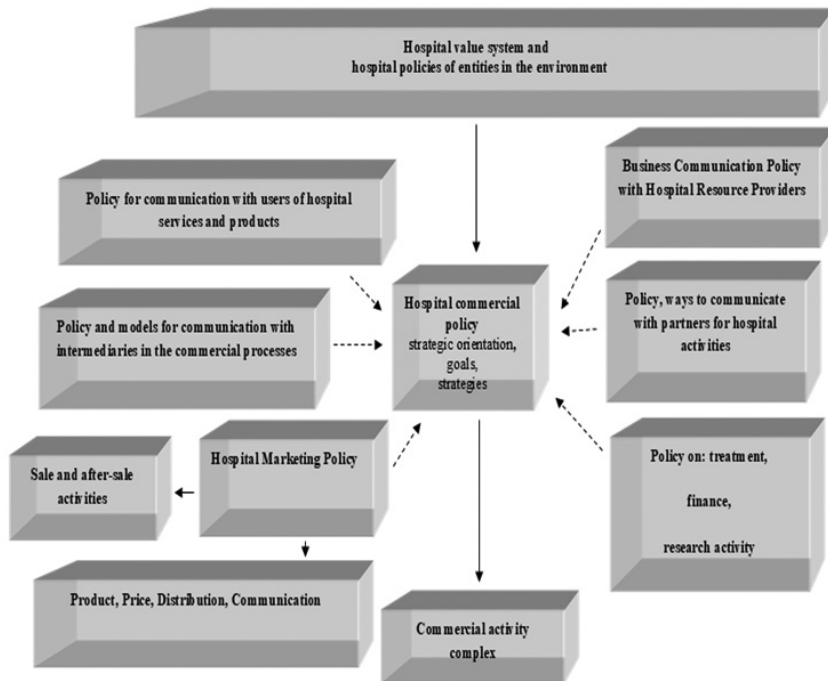 Hospital value system and
hospital policies of entities in the environment
Policy for communication with users of hospital
services and products
Business Communication Policy
with Hospital Resource Providers
Hospital commercial
policy
strategic orientation,
goals,
strategies
Policy and models for communication with
intermediaries in the commercial processes
Policy, ways to communicate
with partners for hospital
activities
Sale and after-sale
activities
Hospital Marketing Policy
Policy on: treatment,
finance,
research activity
Product, Price, Distribution, Communication
Commercial activity
complex